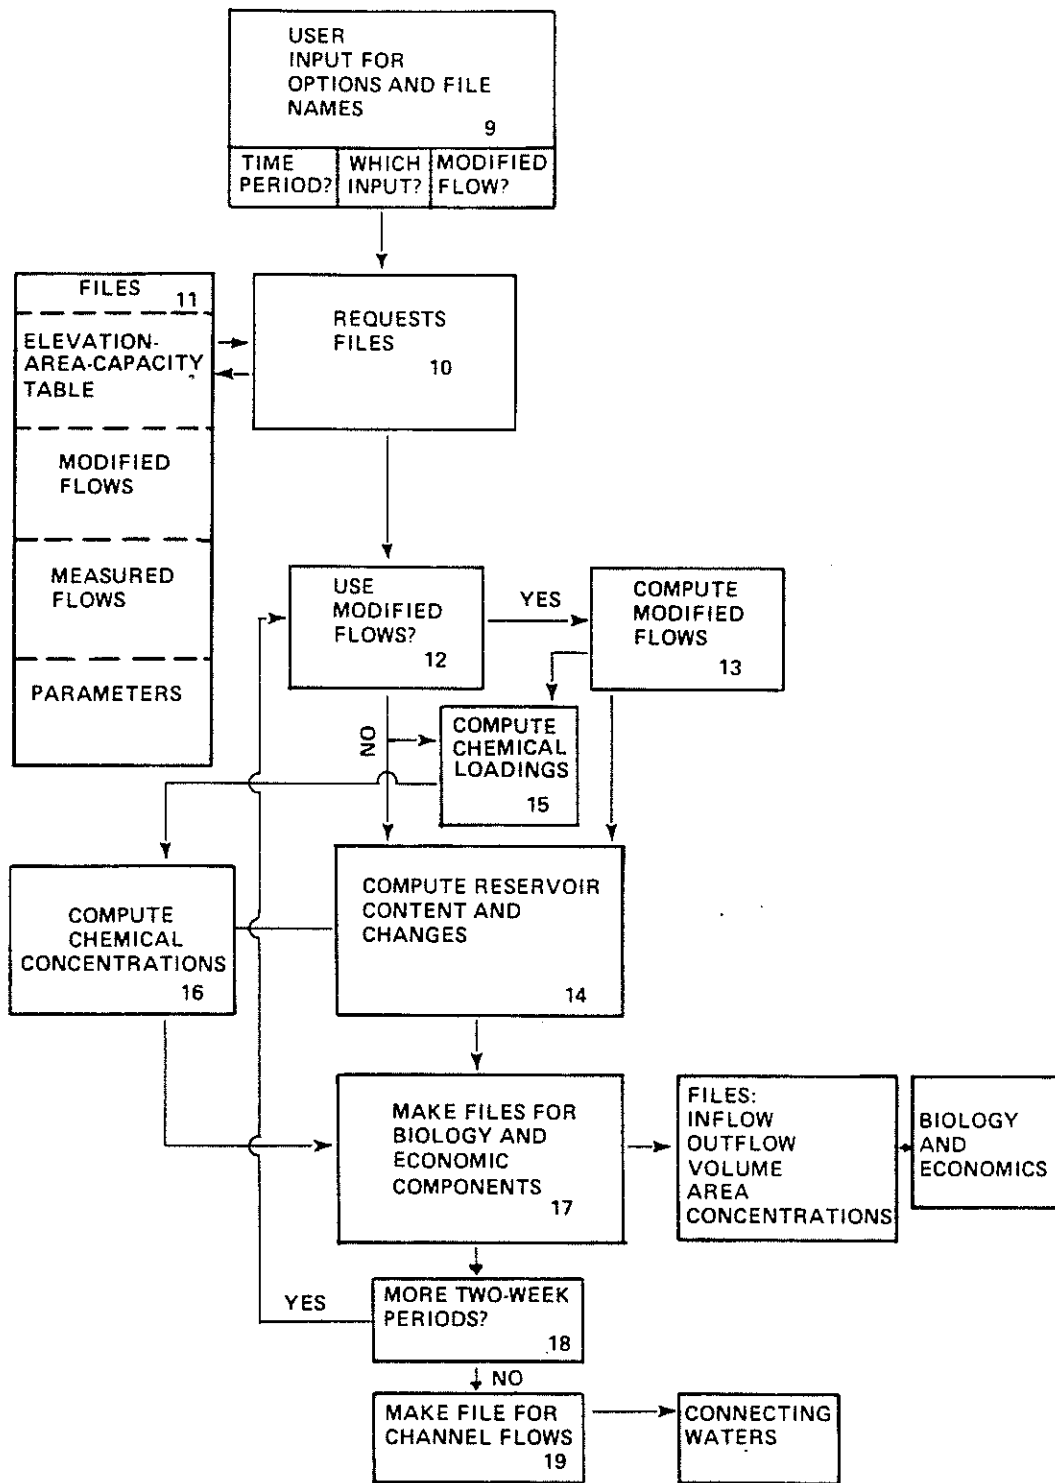 USER
INPUT FOR
OPTIONS AND FILE
NAMES
9
TIME
PERIOD?
WHICH
INPUT?
MODIFIED
FLOW?
FILES
11
ELEVATION-
AREA-CAPACITY
TABLE
MODIFIED
FLOWS
MEASURED
FLOWS
PARAMETERS
REQUESTS
FILES
10
USE
MODIFIED
FLOWS?
12
YES
COMPUTE
MODIFIED
FLOWS
13
NO
COMPUTE
CHEMICAL
LOADINGS
15
COMPUTE
CHEMICAL
CONCENTRATIONS
16
COMPUTE RESERVOIR
CONTENT AND
CHANGES
14
MAKE FILES FOR
BIOLOGY AND
ECONOMIC
COMPONENTS
17
FILES:
INFLOW
OUTFLOW
VOLUME
AREA
CONCENTRATIONS
BIOLOGY
AND
ECONOMICS
YES
MORE TWO-WEEK
PERIODS?
18
NO
MAKE FILE FOR
CHANNEL FLOWS
19
CONNECTING
WATERS